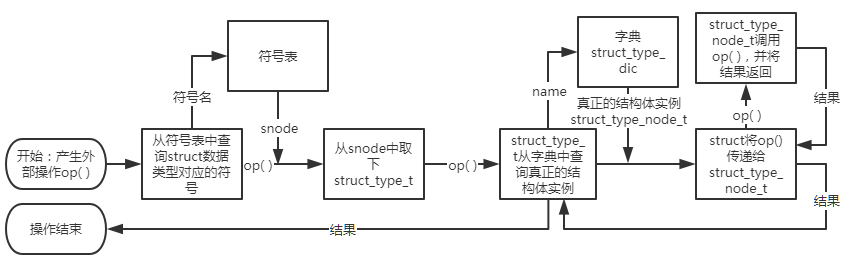 符号表
字典
struct_type_
dic
struct_type_
node_t调用
op( )，并将
结果返回
符号名
snode
name
真正的结构体实例
struct_type_node_t
op( )
结果
开始：产生外
部操作op( )
从符号表中查
询struct数据
类型对应的符
号
op( )
从snode中取
下
struct_type_t
op( )
struct_type_
t从字典中查
询真正的结
构体实例
struct将op()
传递给
struct_type_
node_t
结果
操作结束
结果